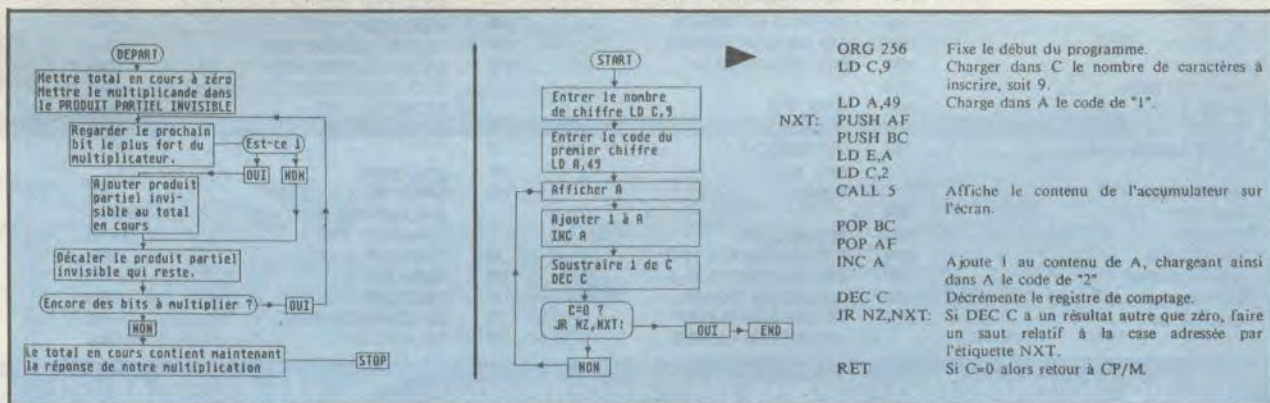 DEPART
Mettre total en cours à zéro
Mettre le multiplicande dans
le PRODUIT PARTIEL INVISIBLE
Regarder le prochain
bit le plus fort du
multiplicateur.
Est-ce 1
OUI
NON
Ajouter produit
partiel invi-
sible au total
en cours
Décaler le produit partiel
invisible qui reste.
Encore des bits à multiplier ?
OUI
NON
Le total en cours contient maintenant
la réponse de notre multiplication
STOP
START
Entrer le nombre
de chiffre LD C,9
Entrer le code du
premier chiffre
LD A,49
Afficher A
Ajouter 1 à A
INC A
Soustraire 1 de C
DEC C
C=0 ?
JR NZ,NXT:
OUI
END
NON
ORG 256 Fixe le début du programme.
LD C,9 Charger dans C le nombre de caractères à
inscrire, soit 9.
LD A,49 Charge dans A le code de "1".
NXT: PUSH AF
PUSH BC
LD E,A
LD C,2
CALL 5 Affiche le contenu de l'accumulateur sur
l'écran.
POP BC
POP AF
INC A Ajoute 1 au contenu de A, chargeant ainsi
dans A le code de "2"
DEC C Décrémente le registre de comptage.
JR NZ,NXT: Si DEC C a un résultat autre que zéro, faire
un saut relatif à la case adressée par
l'étiquette NXT.
RET Si C=0 alors retour à CP/M.